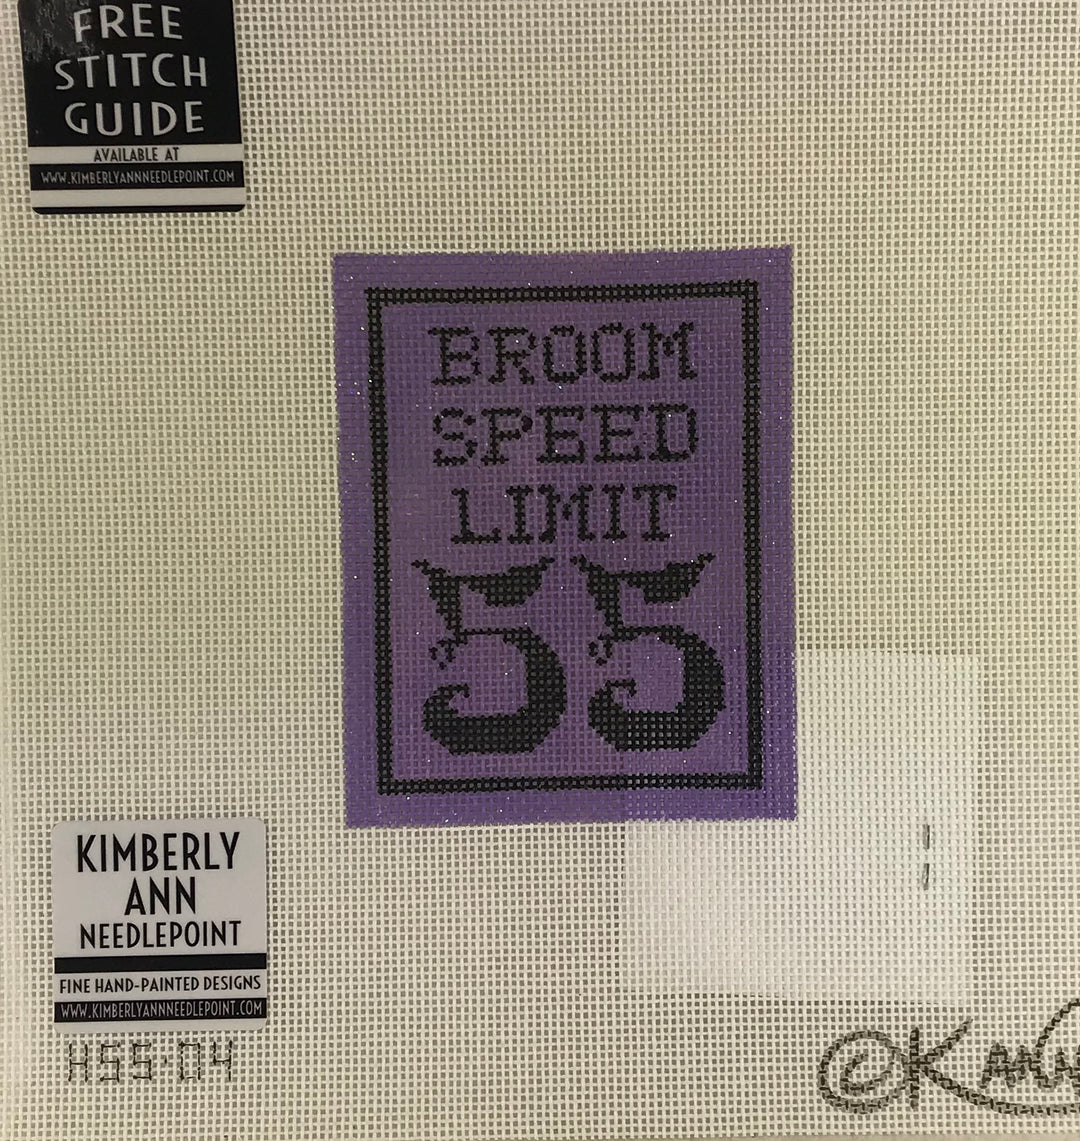 FREE
STITCH
GUIDE
AVAILABLE AT
WWW.KIMBERLYANNNEEDLEPOINT.COM
BROOM
SPEED
LIMIT
55
KIMBERLY
ANN
NEEDLEPOINT
FINE HAND-PAINTED DESIGNS
WWW.KIMBERLYANNNEEDLEPOINT.COM
HSS·04